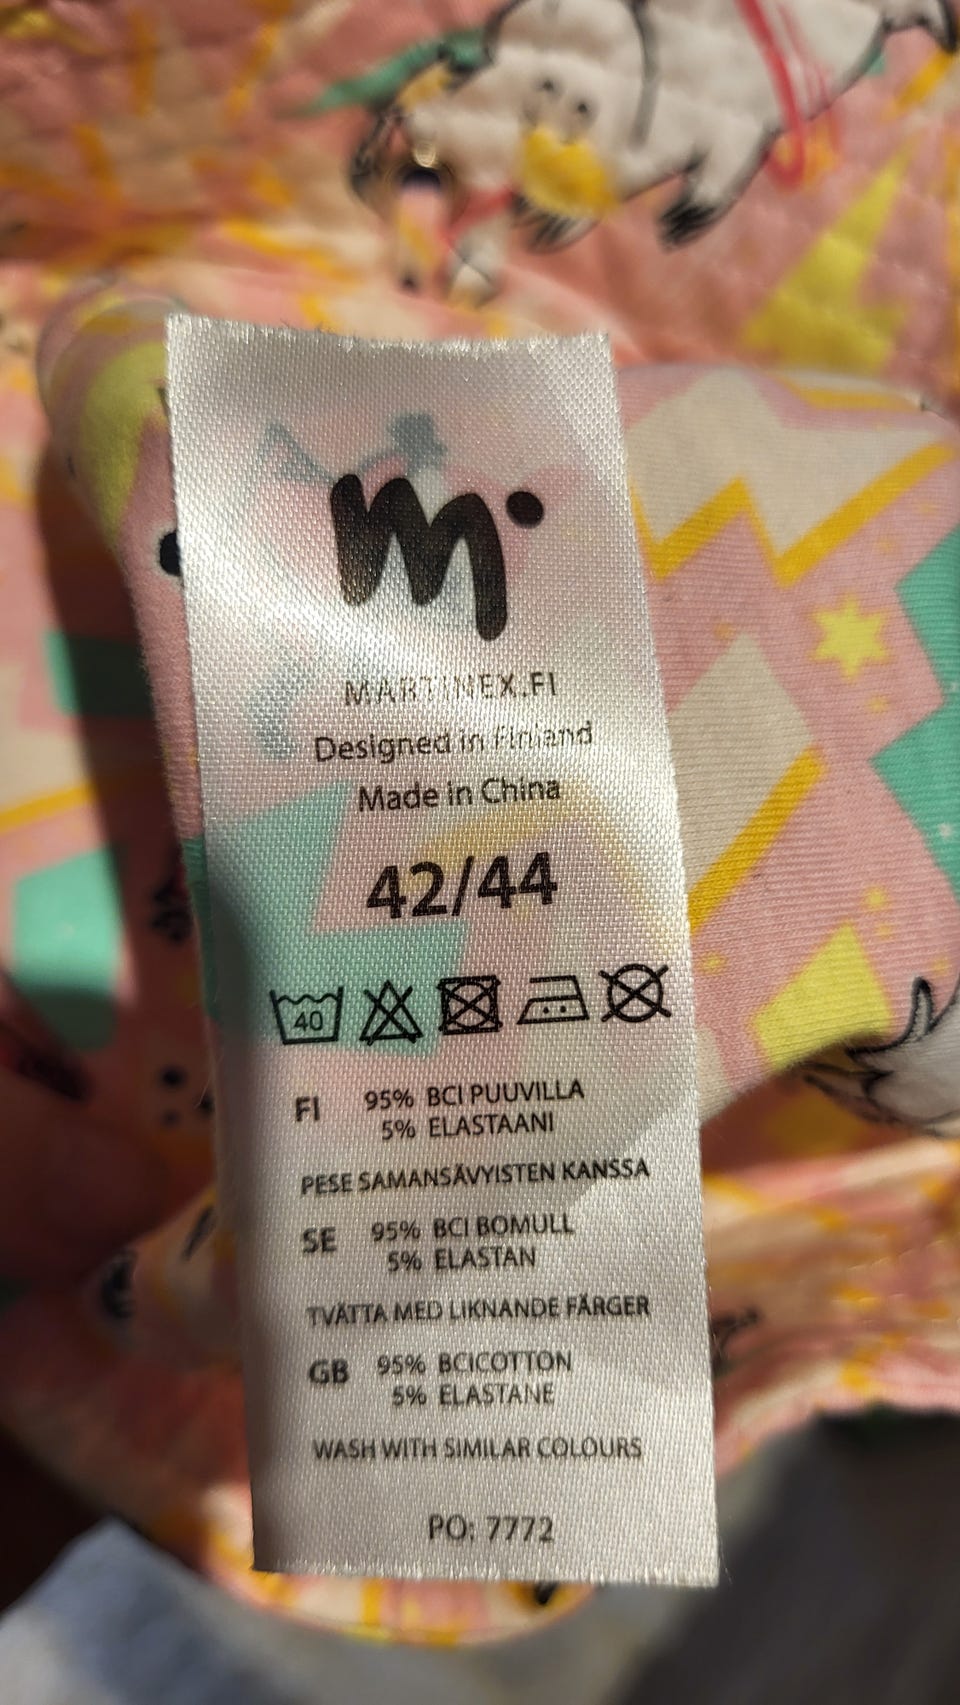 m.
MARTINEX.FI
Designed in Finland
Made in China
42/44
40
FI 95% BCI PUUVILLA
5% ELASTAANI
PESE SAMANSÄVYISTEN KANSSA
SE 95% BCI BOMULL
5% ELASTAN
TVÄTTA MED LIKNANDE FÄRGER
GB 95% BCICOTTON
5% ELASTANE
WASH WITH SIMILAR COLOURS
PO: 7772